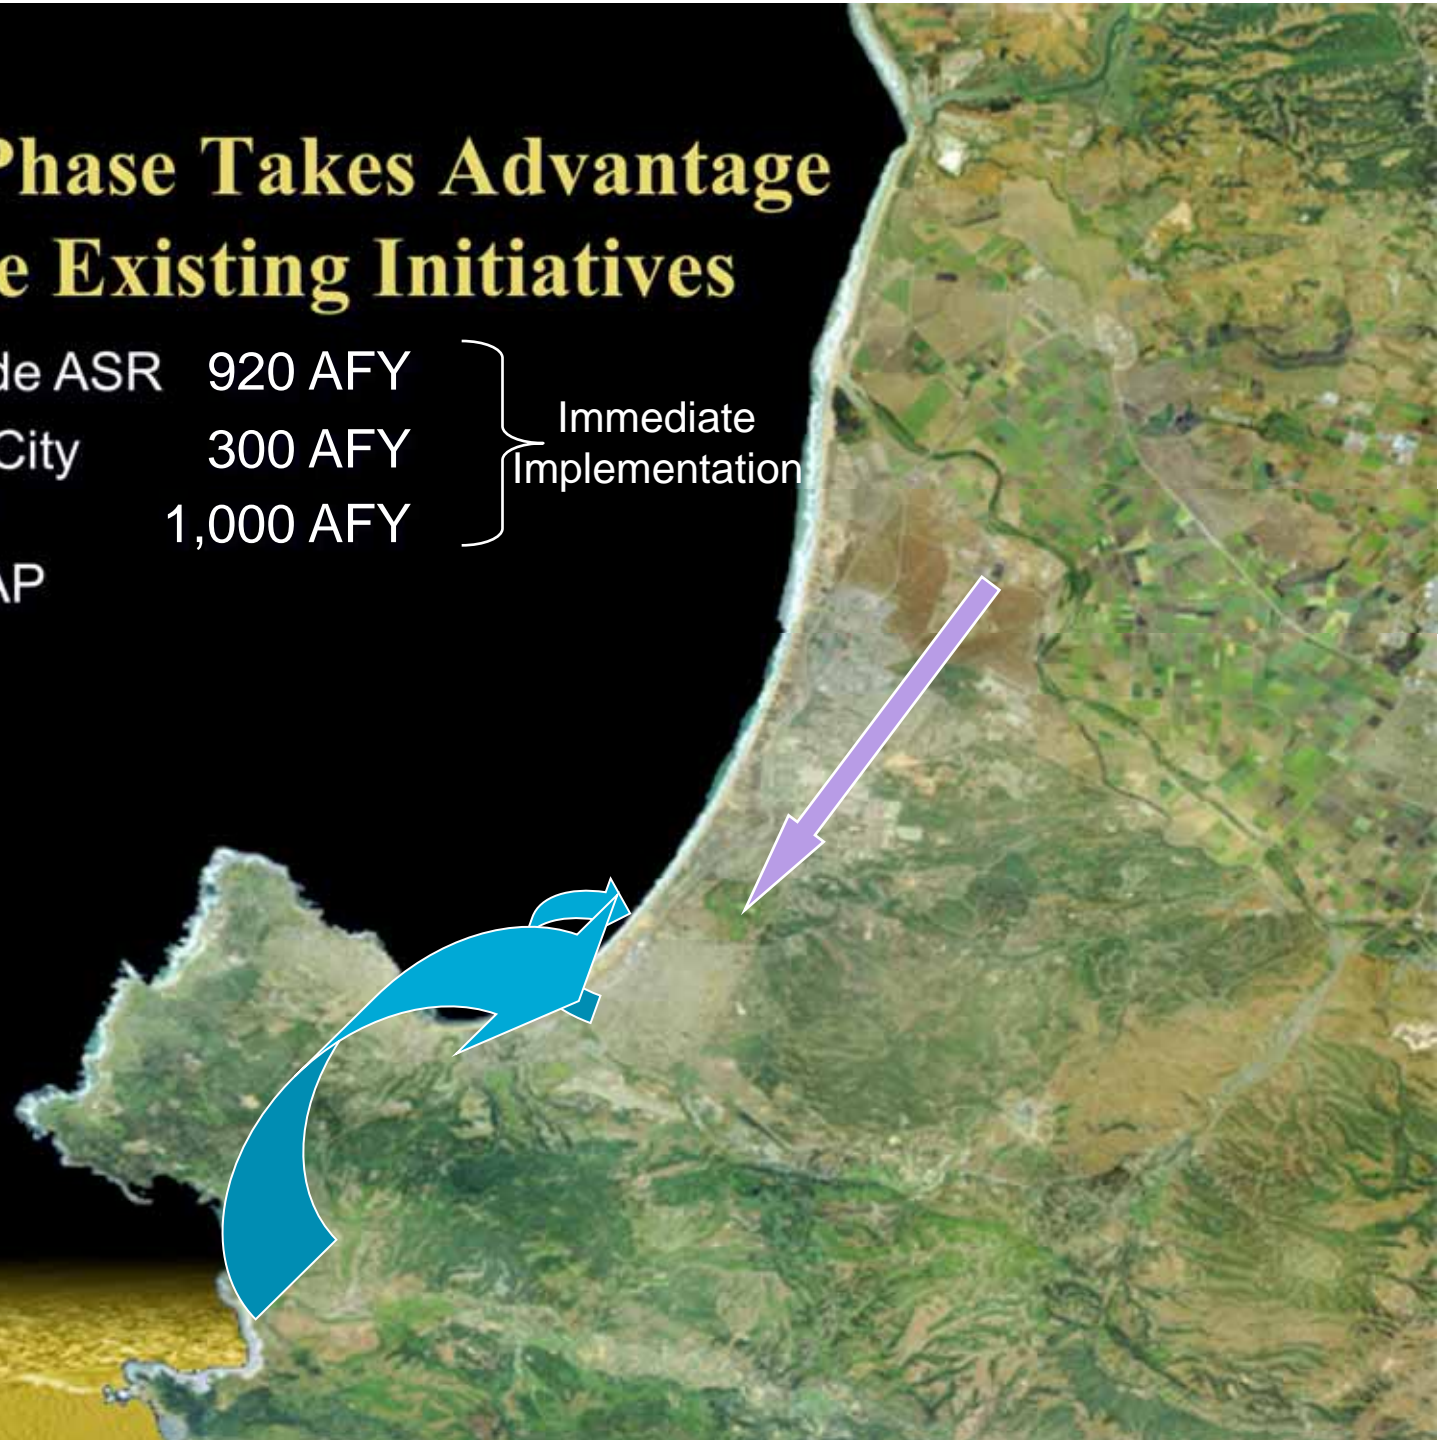 Phase Takes Advantage
e Existing Initiatives
de ASR 920 AFY
City 300 AFY
1,000 AFY
AP
Immediate
Implementation